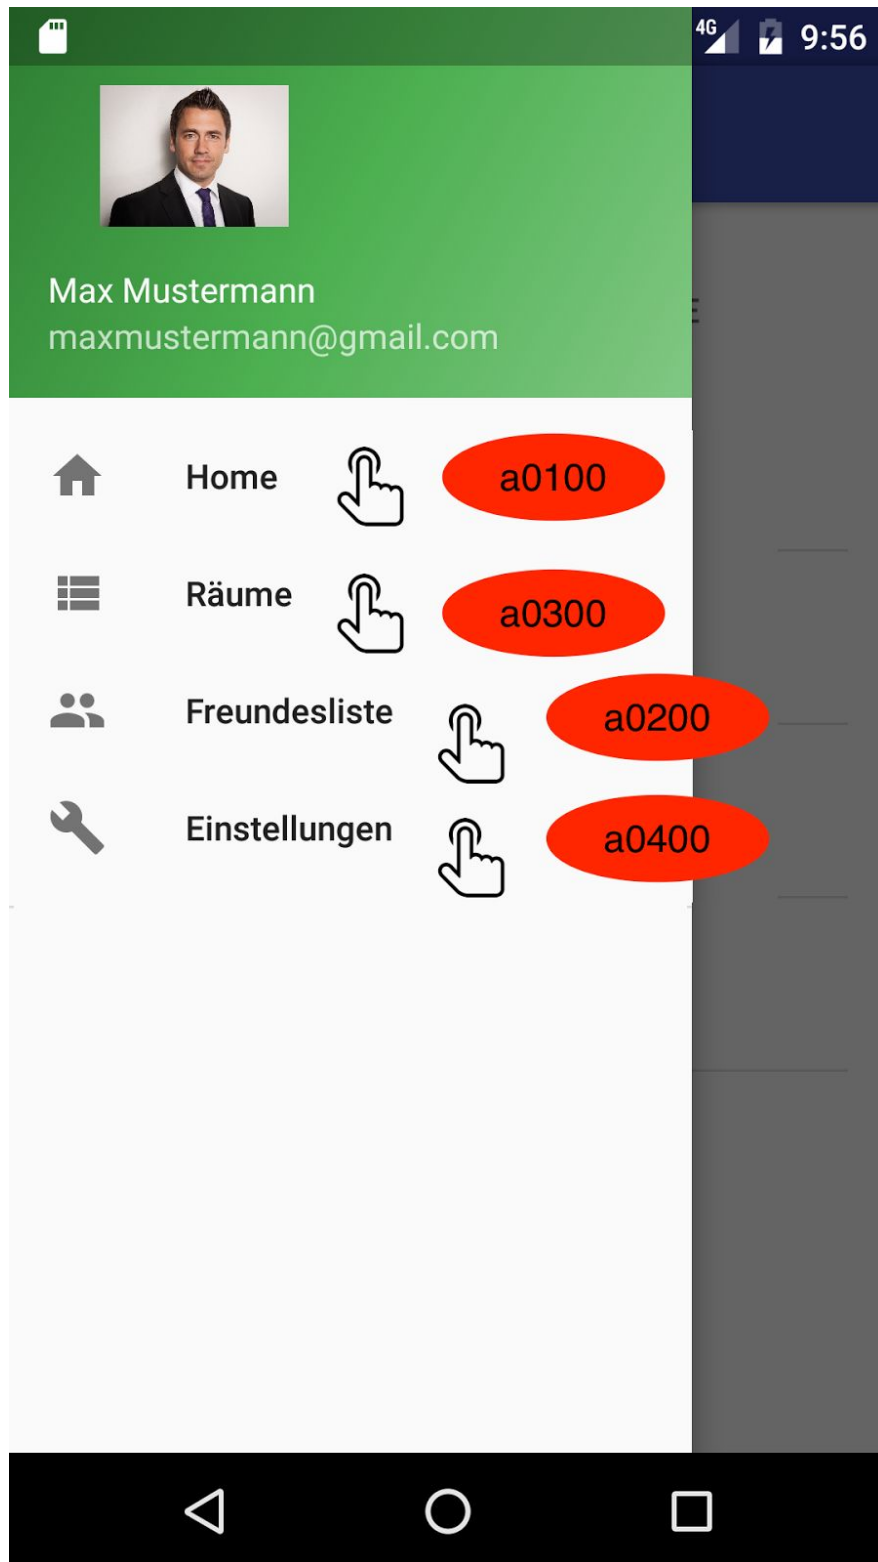 4G 9:56
Max Mustermann
maxmustermann@gmail.com
Home a0100
Räume a0300
Freundesliste a0200
Einstellungen a0400